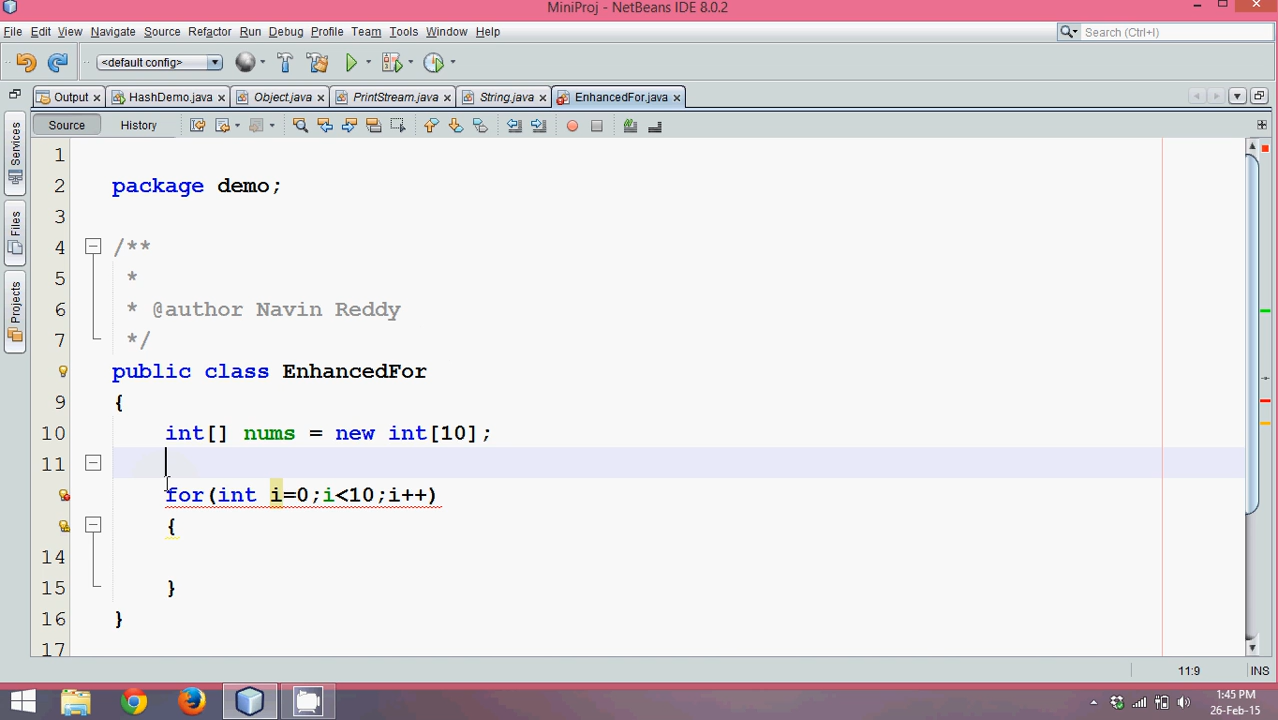 MiniProj - NetBeans IDE 8.0.2
File Edit View Navigate Source Refactor Run Debug Profile Team Tools Window Help
Search (Ctrl+I)
<default config>
Output HashDemo.java Object.java PrintStream.java String.java EnhancedFor.java
Source History
Services
Files
Projects
1
2 package demo;
3
4 /**
5 *
6 * @author Navin Reddy
7 */
public class EnhancedFor
9 {
10 int[] nums = new int[10];
11
for(int i=0;i<10;i++)
{
14
15 }
16 }
17
11:9 INS
1:45 PM
26-Feb-15